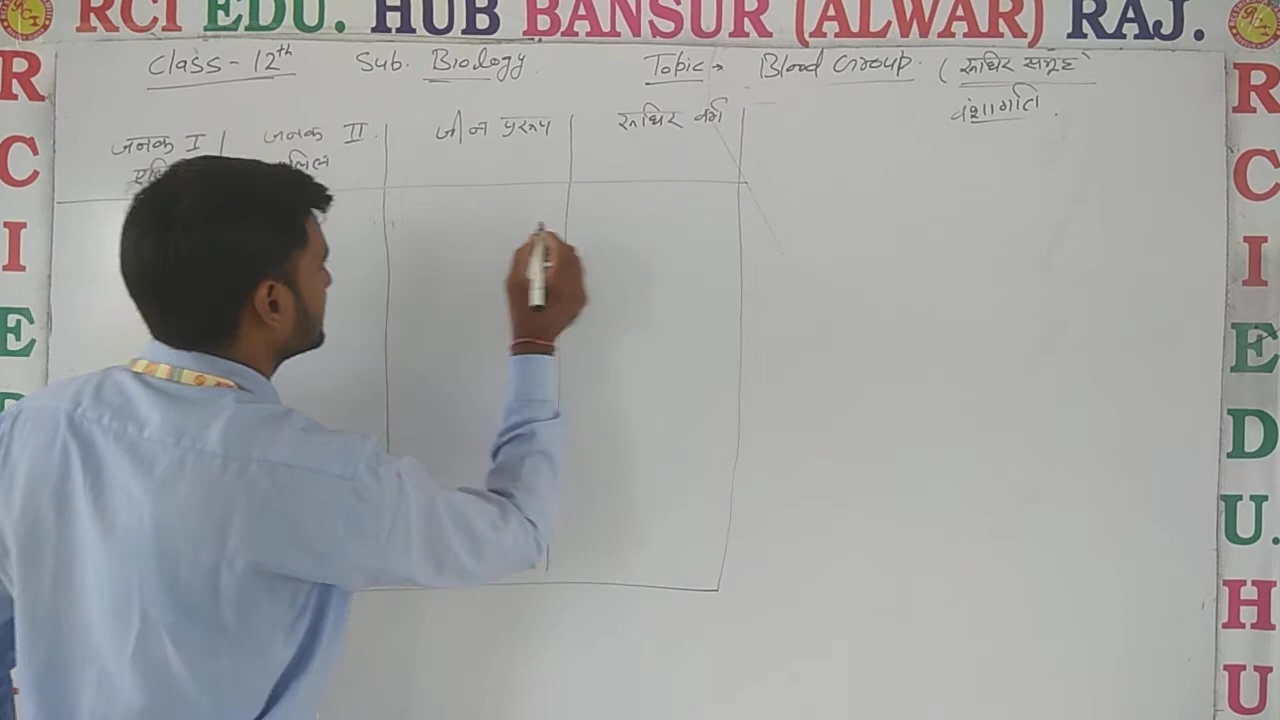 RCI EDU. HUB BANSUR (ALWAR) RAJ.
Class - 12th Sub. Biology Topic → Blood Group. ( रूधिर समूह
वंशागति
जनक I जनक II जीन प्ररूप रूधिर वर्ग
R
C
I
E
R
C
I
E
D
U.
H
U